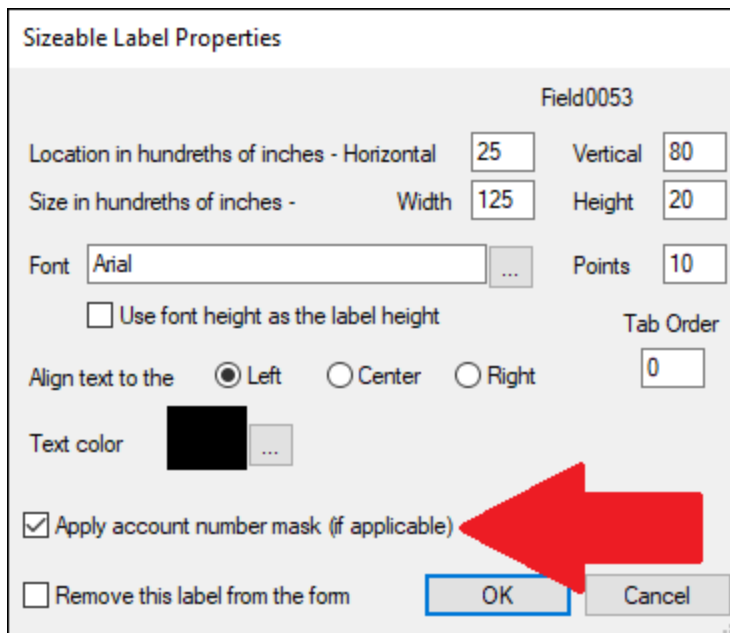 Sizeable Label Properties
Field0053
Location in hundreths of inches - Horizontal 25 Vertical 80
Size in hundreths of inches - Width 125 Height 20
Font Arial ... Points 10
Use font height as the label height
Tab Order
Align text to the Left Center Right 0
Text color ...
Apply account number mask (if applicable)
Remove this label from the form OK Cancel